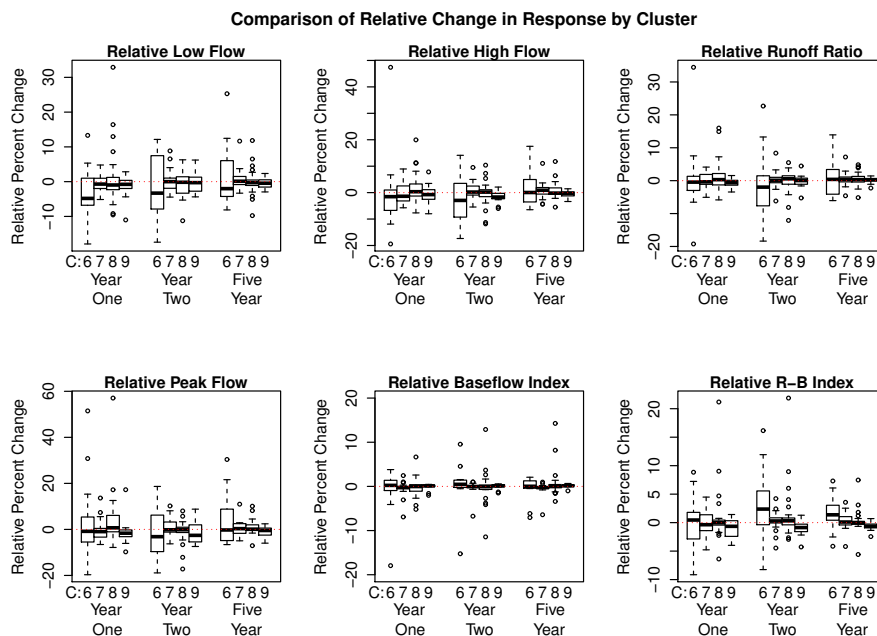 Comparison of Relative Change in Response by Cluster
Relative Low Flow
Relative Percent Change
30
20
10
0
−10
C: 6 7 8 9 6 7 8 9 6 7 8 9
Year Year Five
One Two Year
Relative High Flow
Relative Percent Change
40
20
0
−20
C: 6 7 8 9 6 7 8 9 6 7 8 9
Year Year Five
One Two Year
Relative Runoff Ratio
Relative Percent Change
30
10
0
−20
C: 6 7 8 9 6 7 8 9 6 7 8 9
Year Year Five
One Two Year
Relative Peak Flow
Relative Percent Change
60
40
20
0
−20
C: 6 7 8 9 6 7 8 9 6 7 8 9
Year Year Five
One Two Year
Relative Baseflow Index
Relative Percent Change
20
10
0
−10
−20
C: 6 7 8 9 6 7 8 9 6 7 8 9
Year Year Five
One Two Year
Relative R−B Index
Relative Percent Change
20
10
5
0
−10
C: 6 7 8 9 6 7 8 9 6 7 8 9
Year Year Five
One Two Year